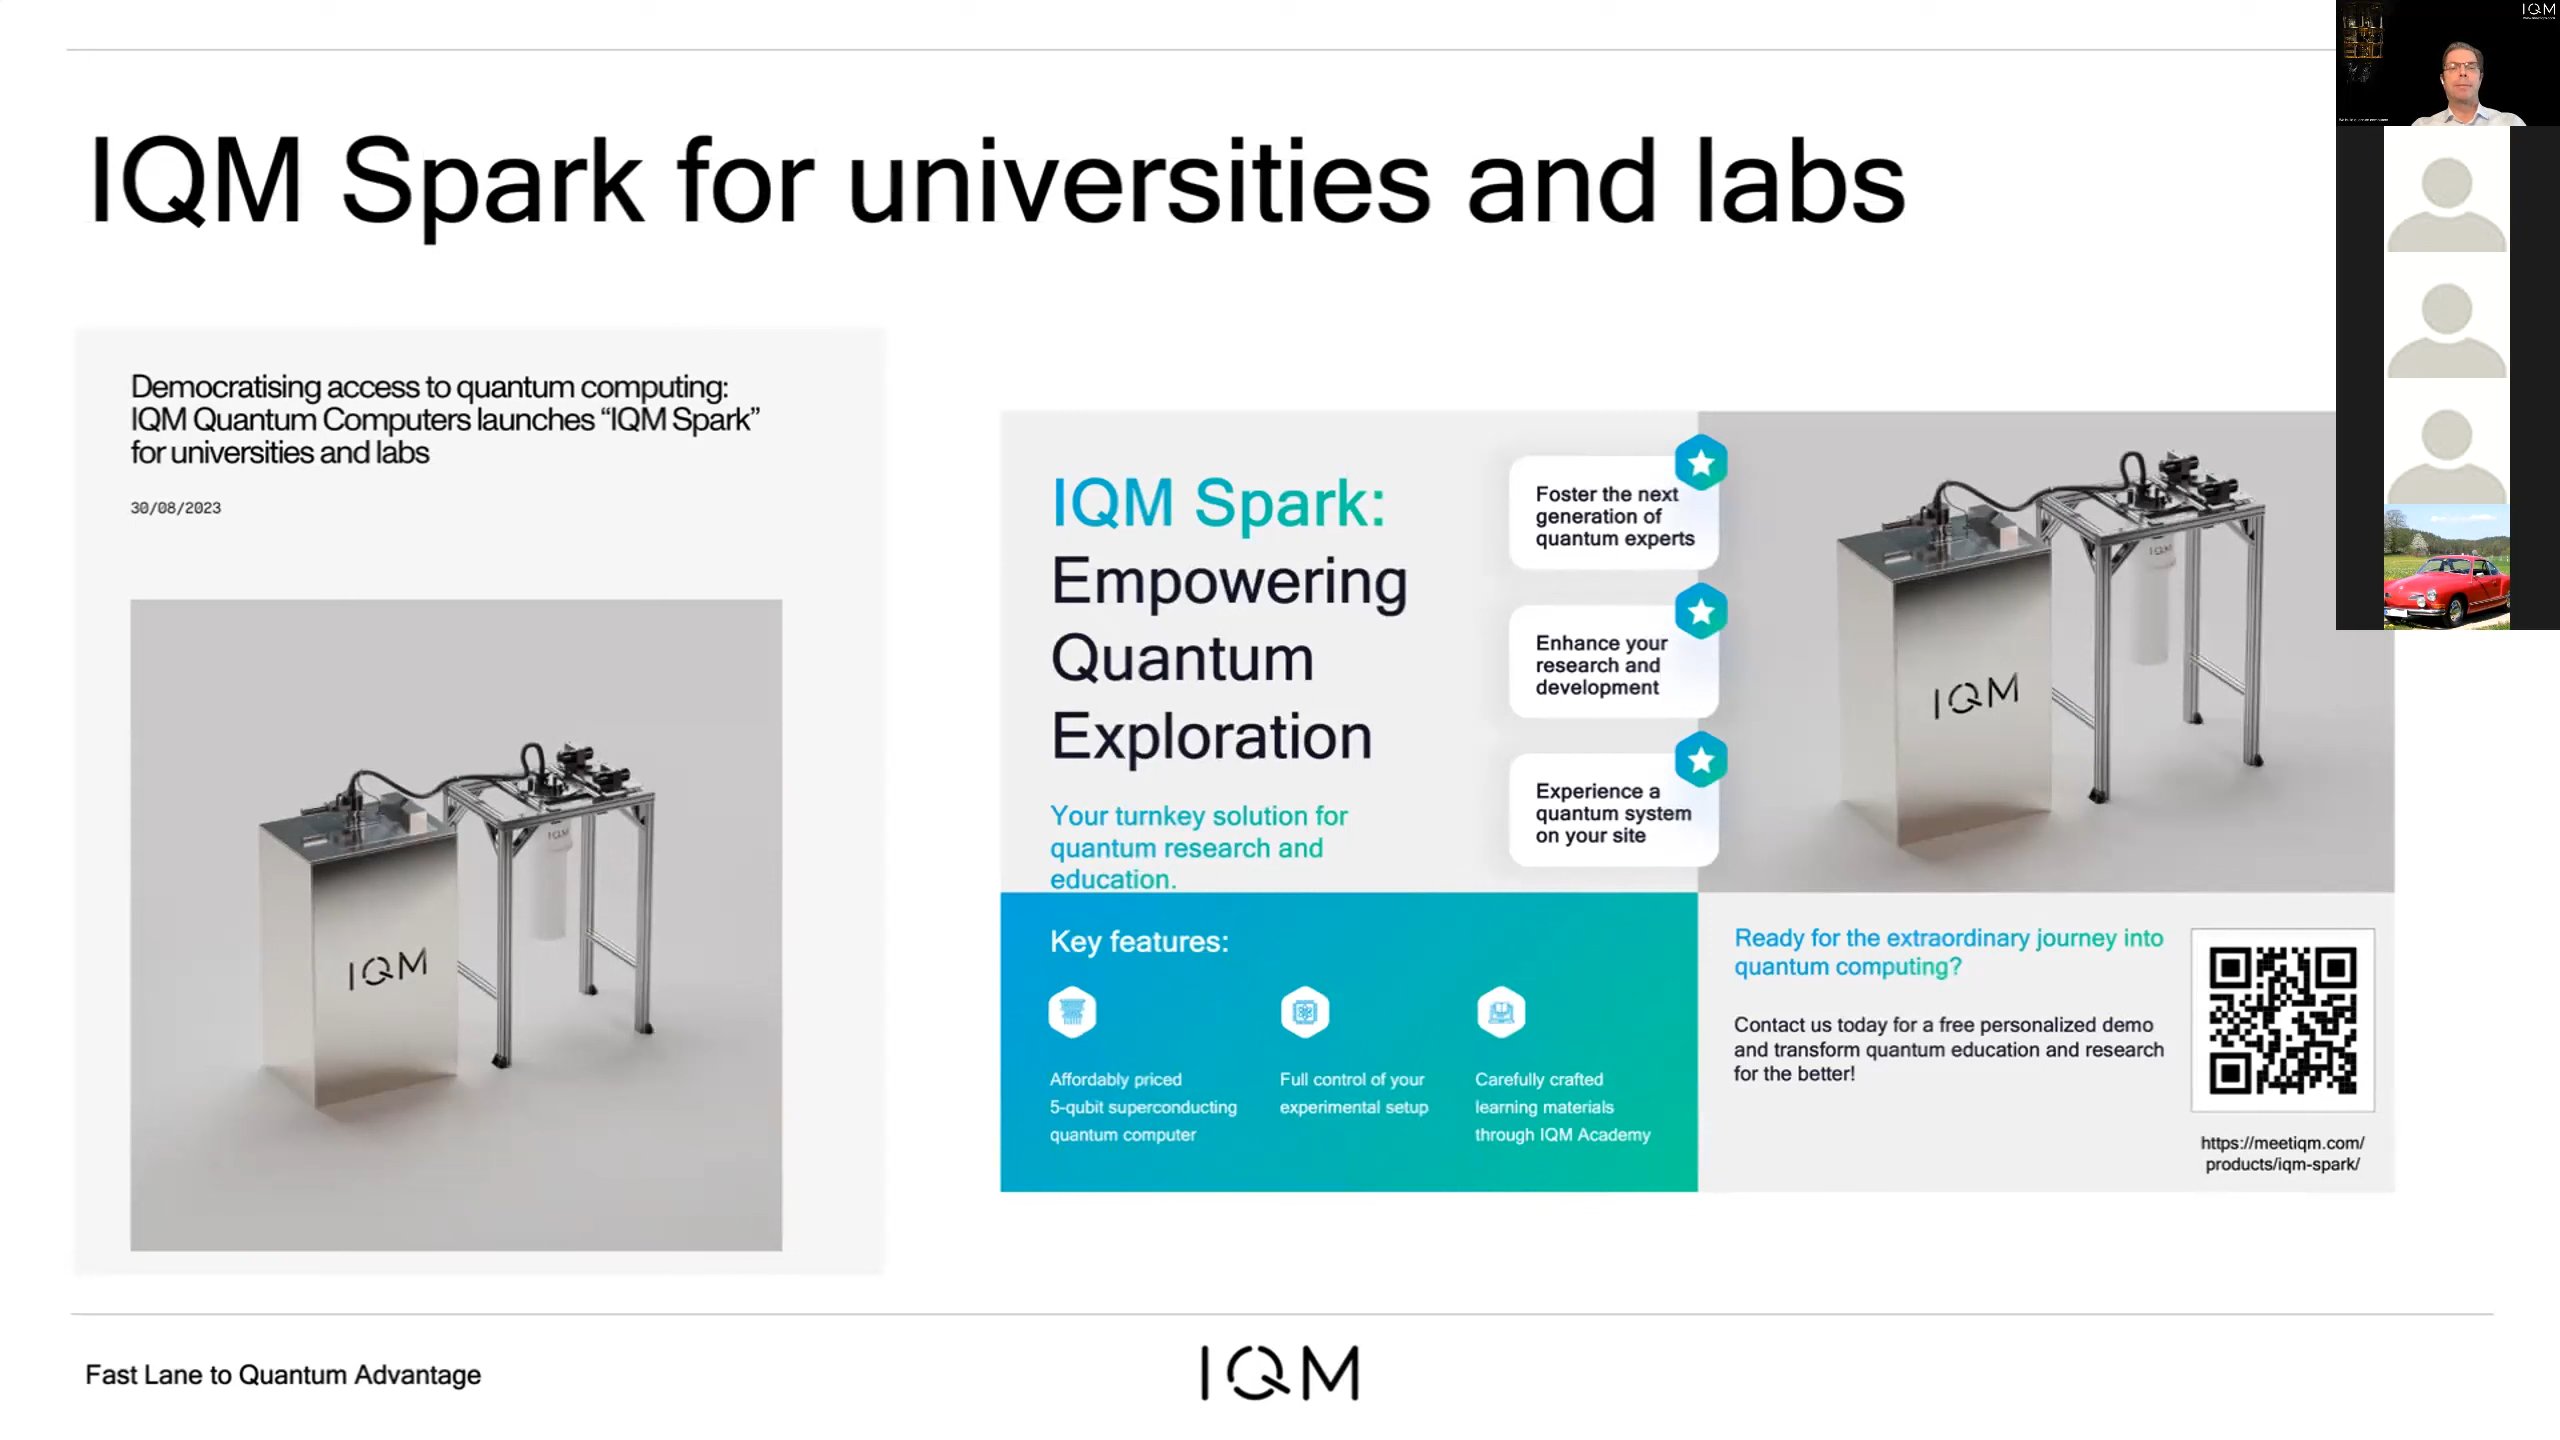 IQM Spark for universities and labs
Democratising access to quantum computing:
IQM Quantum Computers launches “IQM Spark”
for universities and labs
30/08/2023
IQM
IQM
IQM Spark:
Empowering
Quantum
Exploration
Your turnkey solution for
quantum research and
education.
Foster the next
generation of
quantum experts
Enhance your
research and
development
Experience a
quantum system
on your site
IQM
IQM
Key features:
Affordably priced
5-qubit superconducting
quantum computer
Full control of your
experimental setup
Carefully crafted
learning materials
through IQM Academy
Ready for the extraordinary journey into
quantum computing?
Contact us today for a free personalized demo
and transform quantum education and research
for the better!
https://meetiqm.com/
products/iqm-spark/
Fast Lane to Quantum Advantage
IQM
IQM